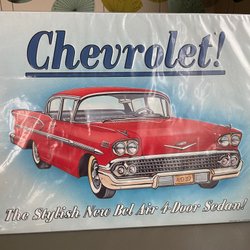 Chevrolet!
The Stylish New Bel Air 4-Door Sedan!